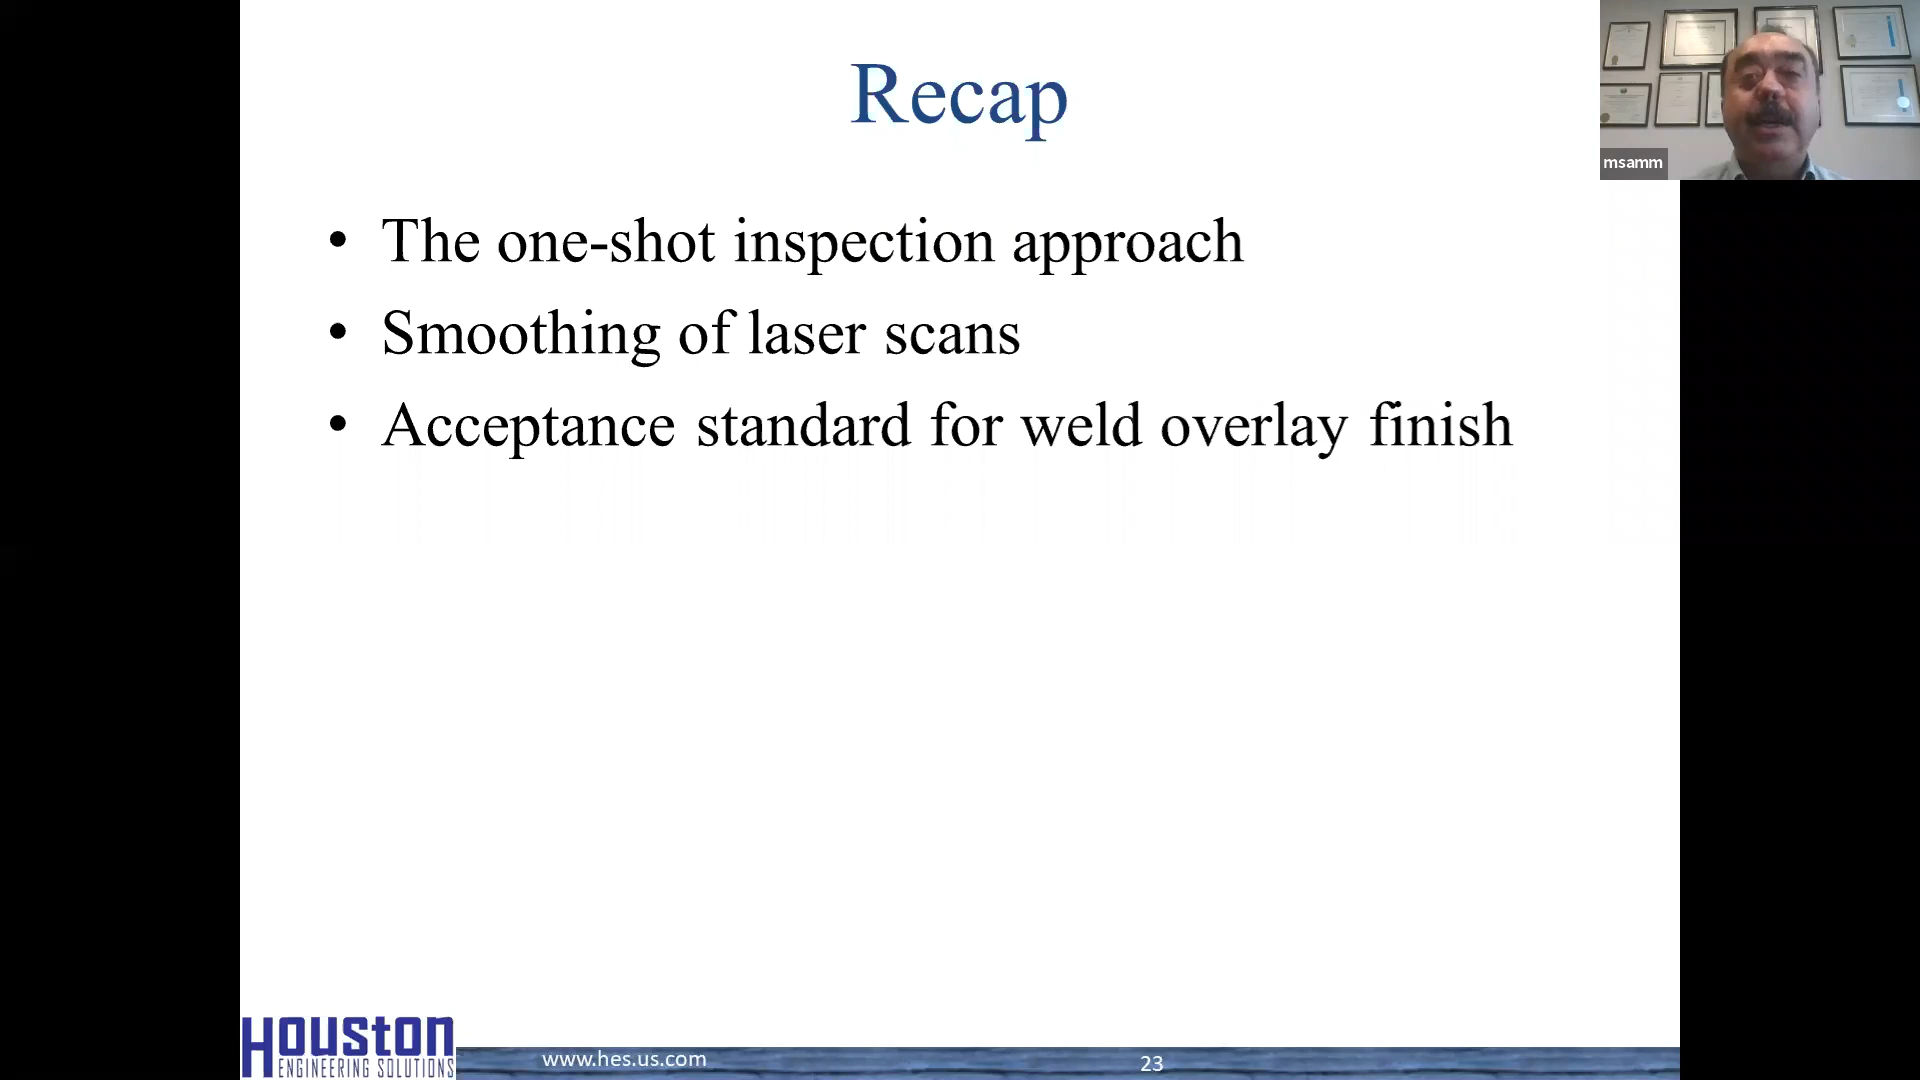 Recap
msamm
• The one-shot inspection approach
• Smoothing of laser scans
• Acceptance standard for weld overlay finish
Houston
ENGINEERING SOLUTIONS
www.hes.us.com
23